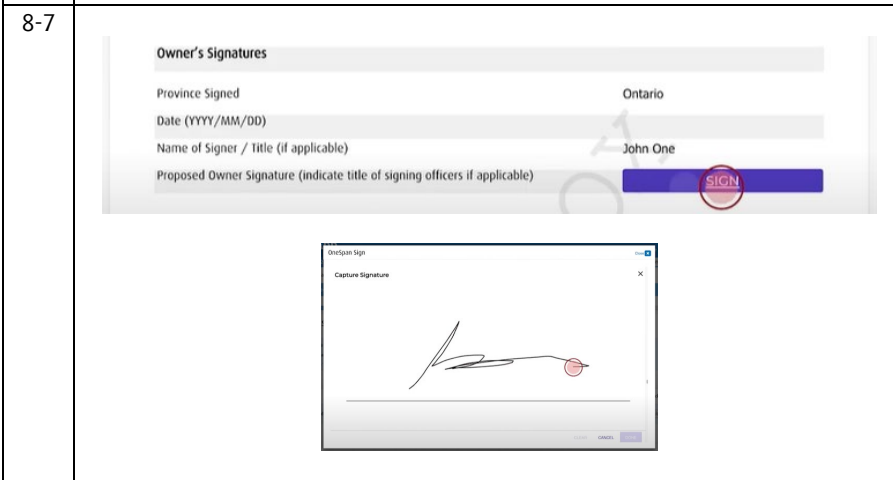 8-7
Owner's Signatures
Province Signed Ontario
Date (YYYY/MM/DD)
Name of Signer / Title (if applicable) John One
Proposed Owner Signature (indicate title of signing officers if applicable) SIGN
OneSpan Sign
Capture Signature
CANCEL